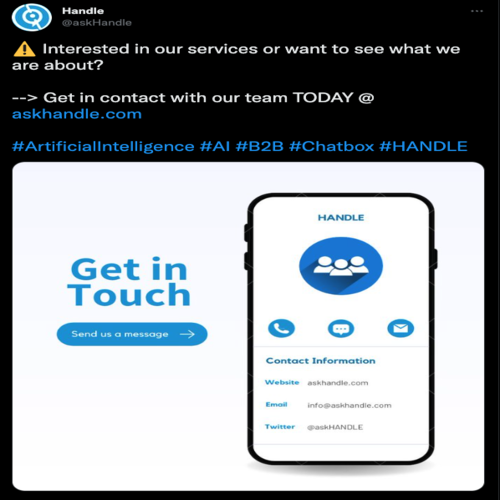 Handle
@askHandle
⚠️ Interested in our services or want to see what we
are about?
--> Get in contact with our team TODAY @
askhandle.com
#ArtificialIntelligence #AI #B2B #Chatbox #HANDLE
Get in
Touch
Send us a message →
HANDLE
Contact Information
Website askhandle.com
Email info@askhandle.com
Twitter @askHANDLE